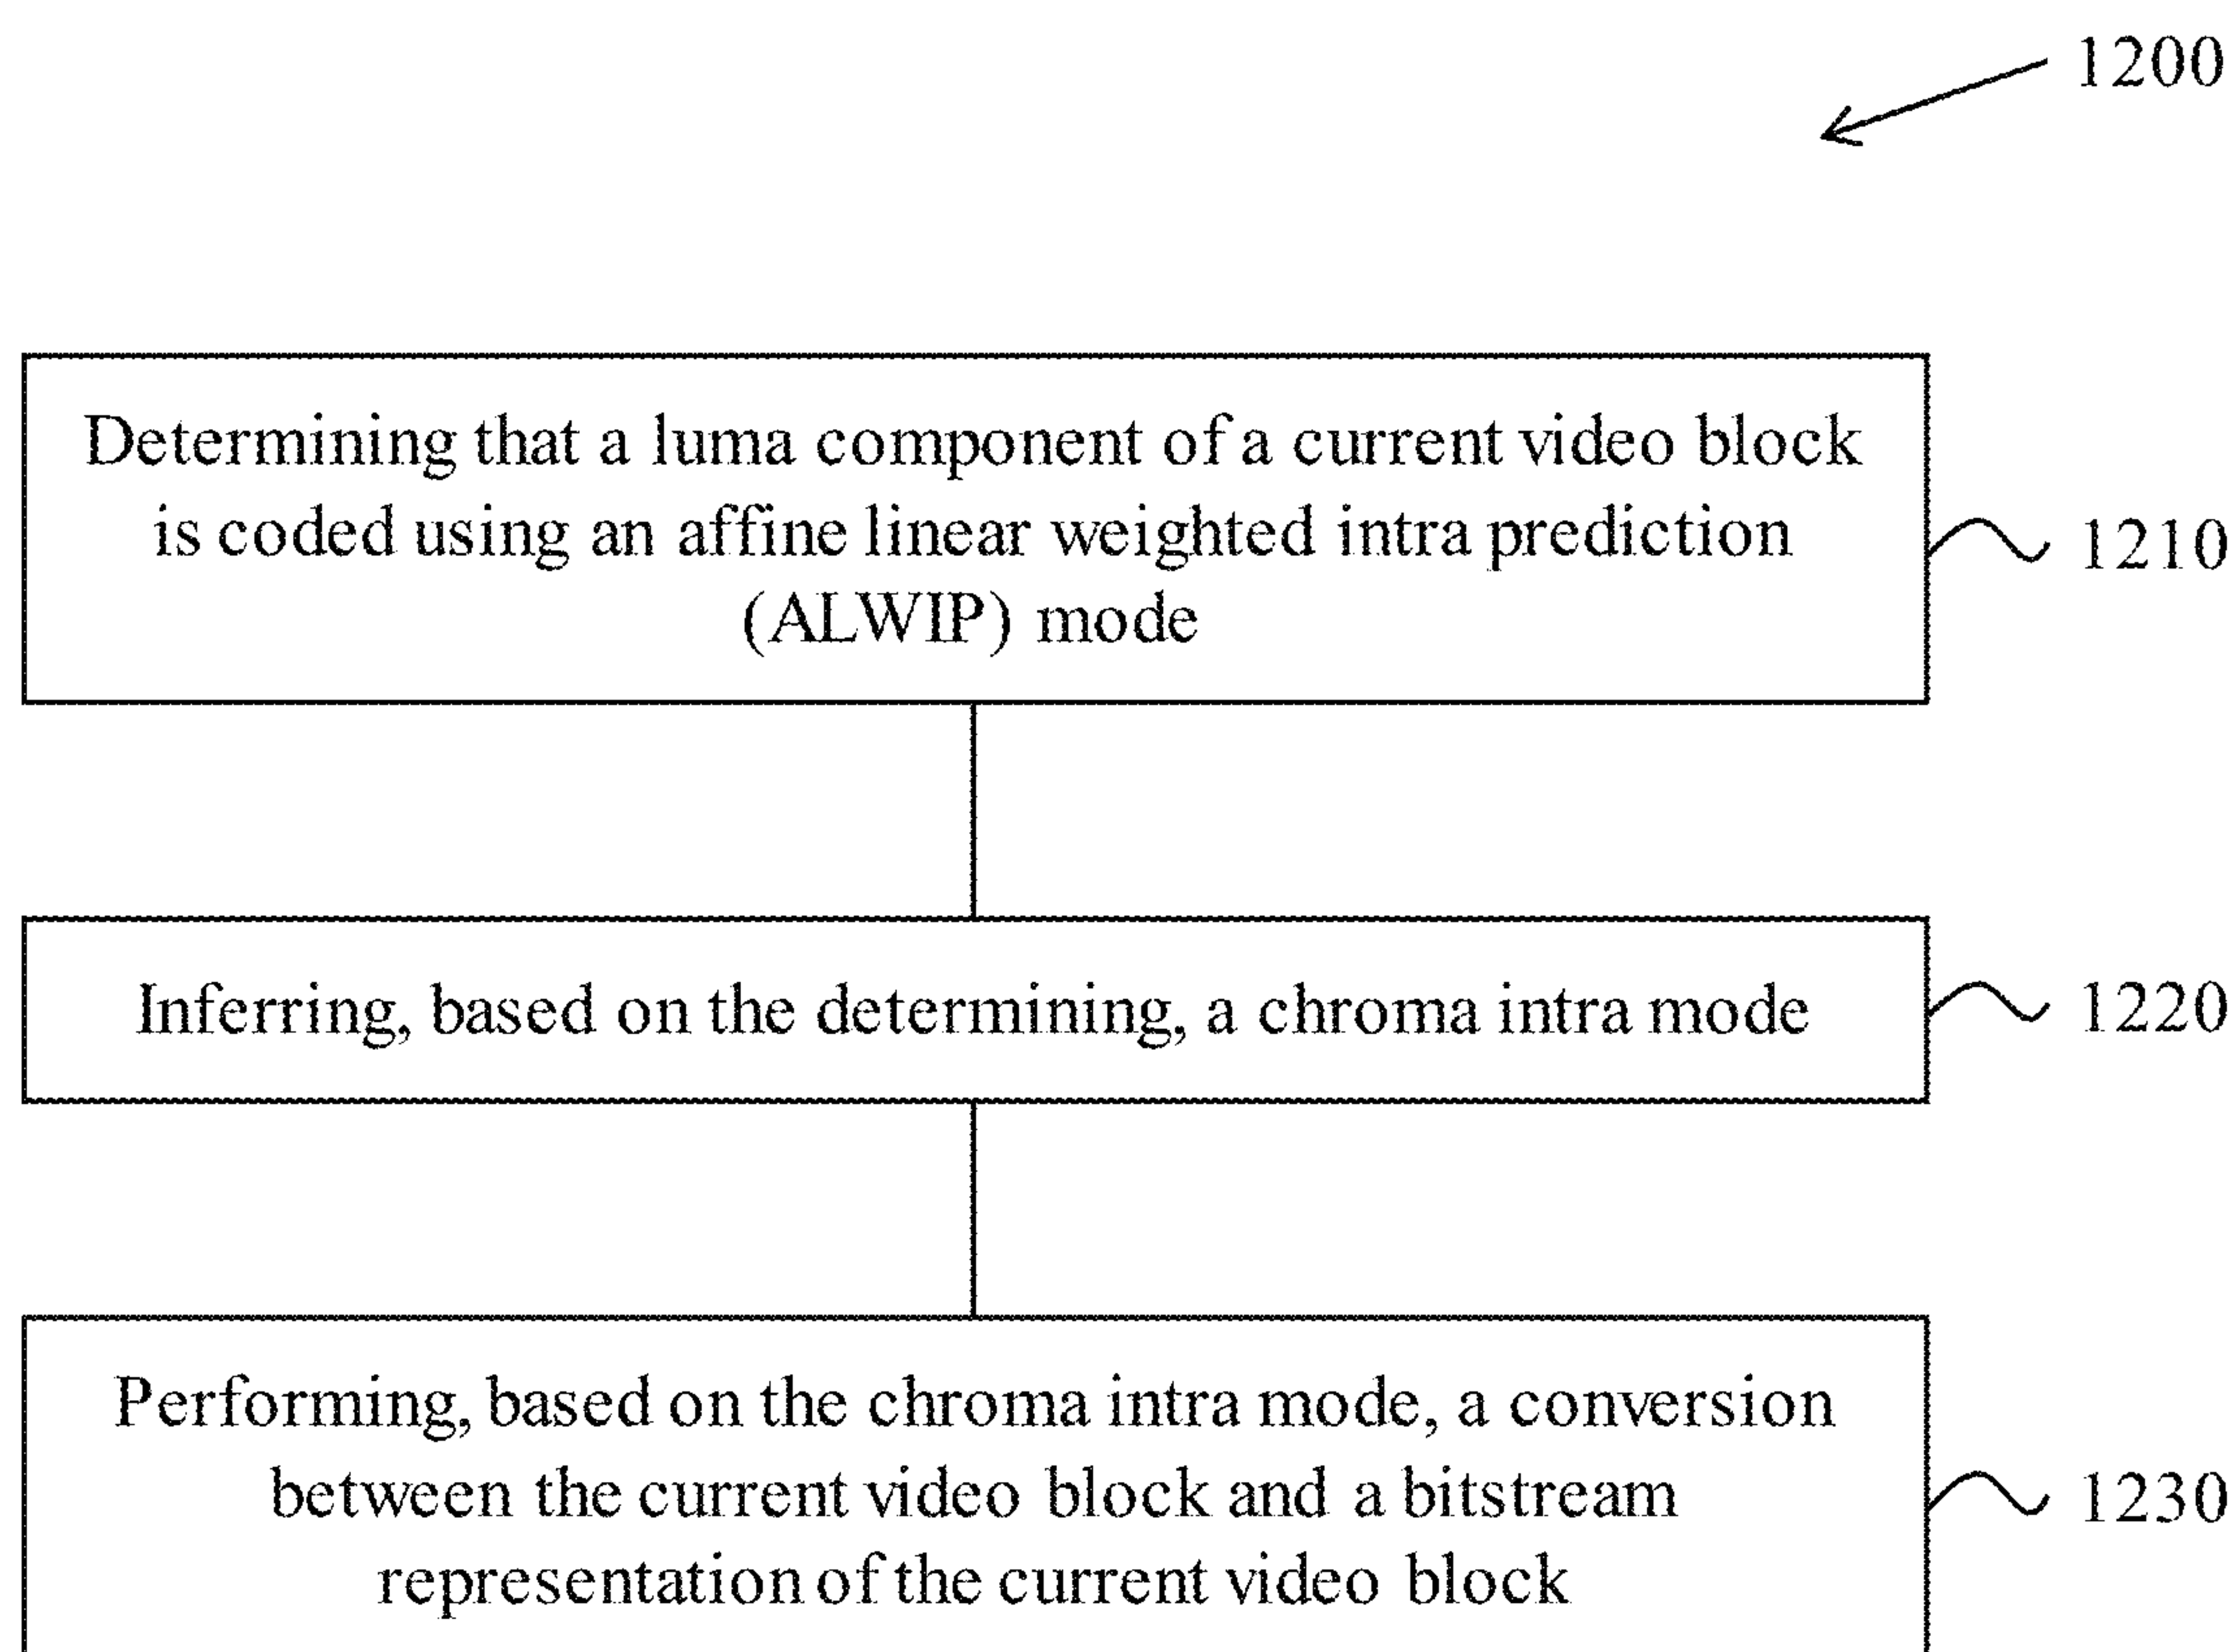 1200
Determining that a luma component of a current video block
is coded using an affine linear weighted intra prediction
(ALWIP) mode
1210
Inferring, based on the determining, a chroma intra mode
1220
Performing, based on the chroma intra mode, a conversion
between the current video block and a bitstream
representation of the current video block
1230